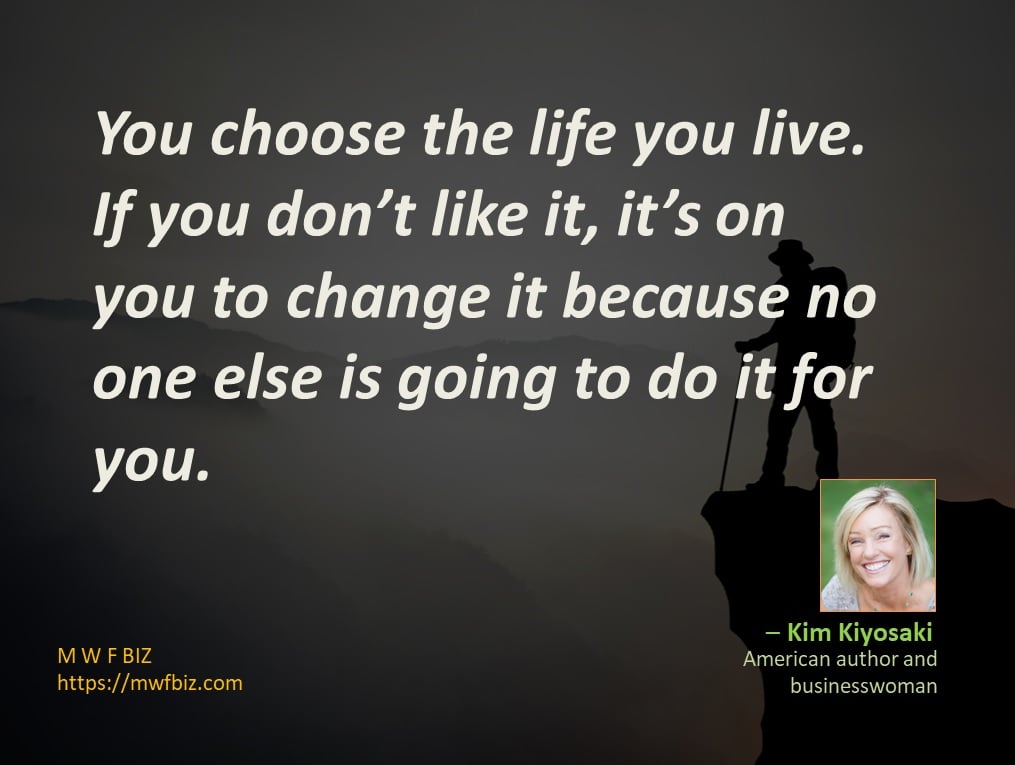 You choose the life you live.
If you don’t like it, it’s on
you to change it because no
one else is going to do it for
you.
– Kim Kiyosaki
American author and
businesswoman
M W F BIZ
https://mwfbiz.com